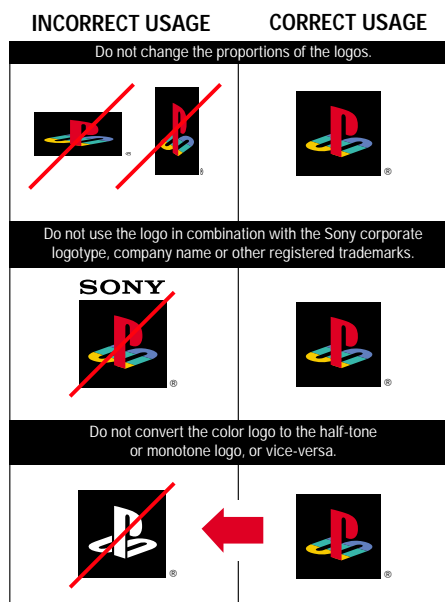 INCORRECT USAGE CORRECT USAGE
Do not change the proportions of the logos.
® ® ®
Do not use the logo in combination with the Sony corporate
logotype, company name or other registered trademarks.
SONY
® ®
Do not convert the color logo to the half-tone
or monotone logo, or vice-versa.
® ®